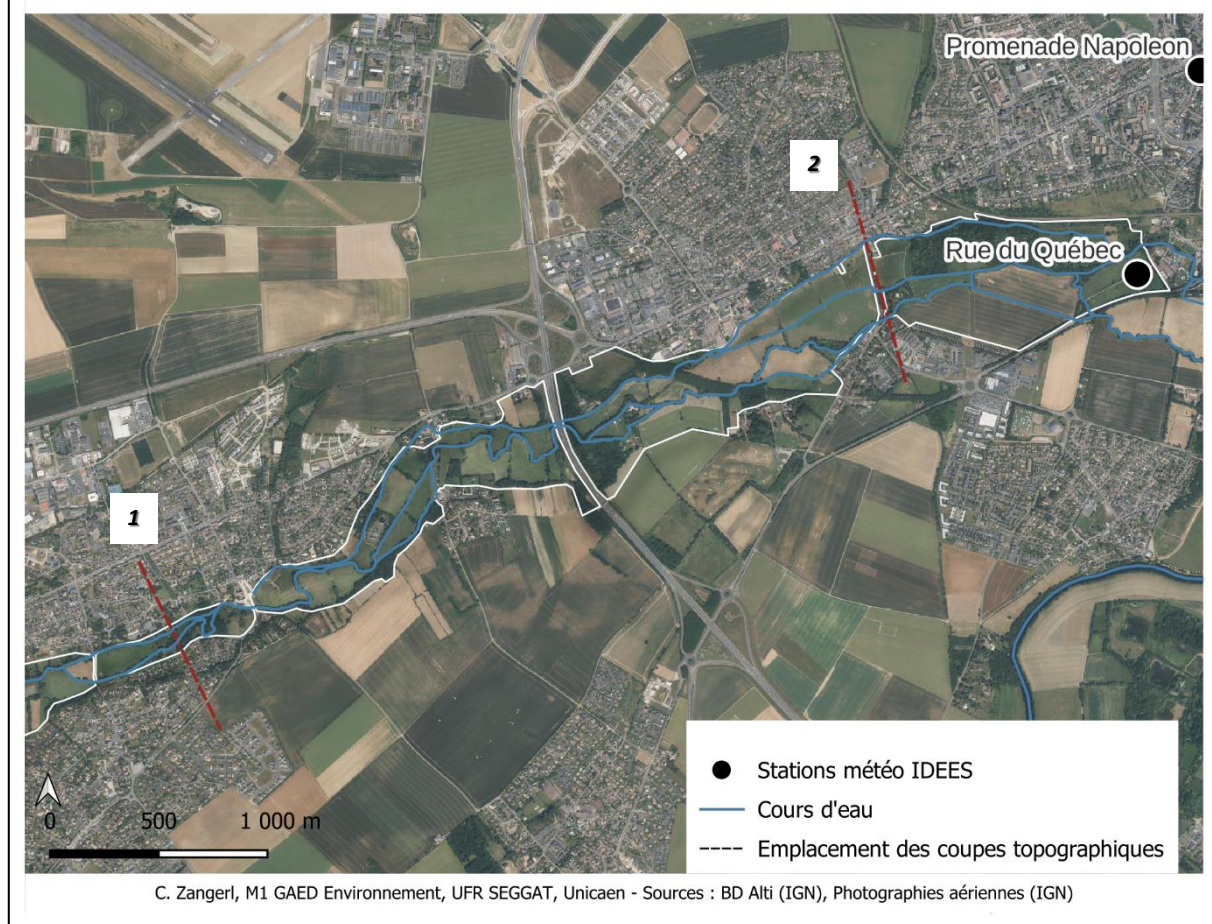 Promenade Napoleon
2
Rue du Québec
1
0 500 1 000 m
Stations météo IDEES
Cours d'eau
Emplacement des coupes topographiques
C. Zangerl, M1 GAED Environnement, UFR SEGGAT, Unicaen - Sources : BD Alti (IGN), Photographies aériennes (IGN)